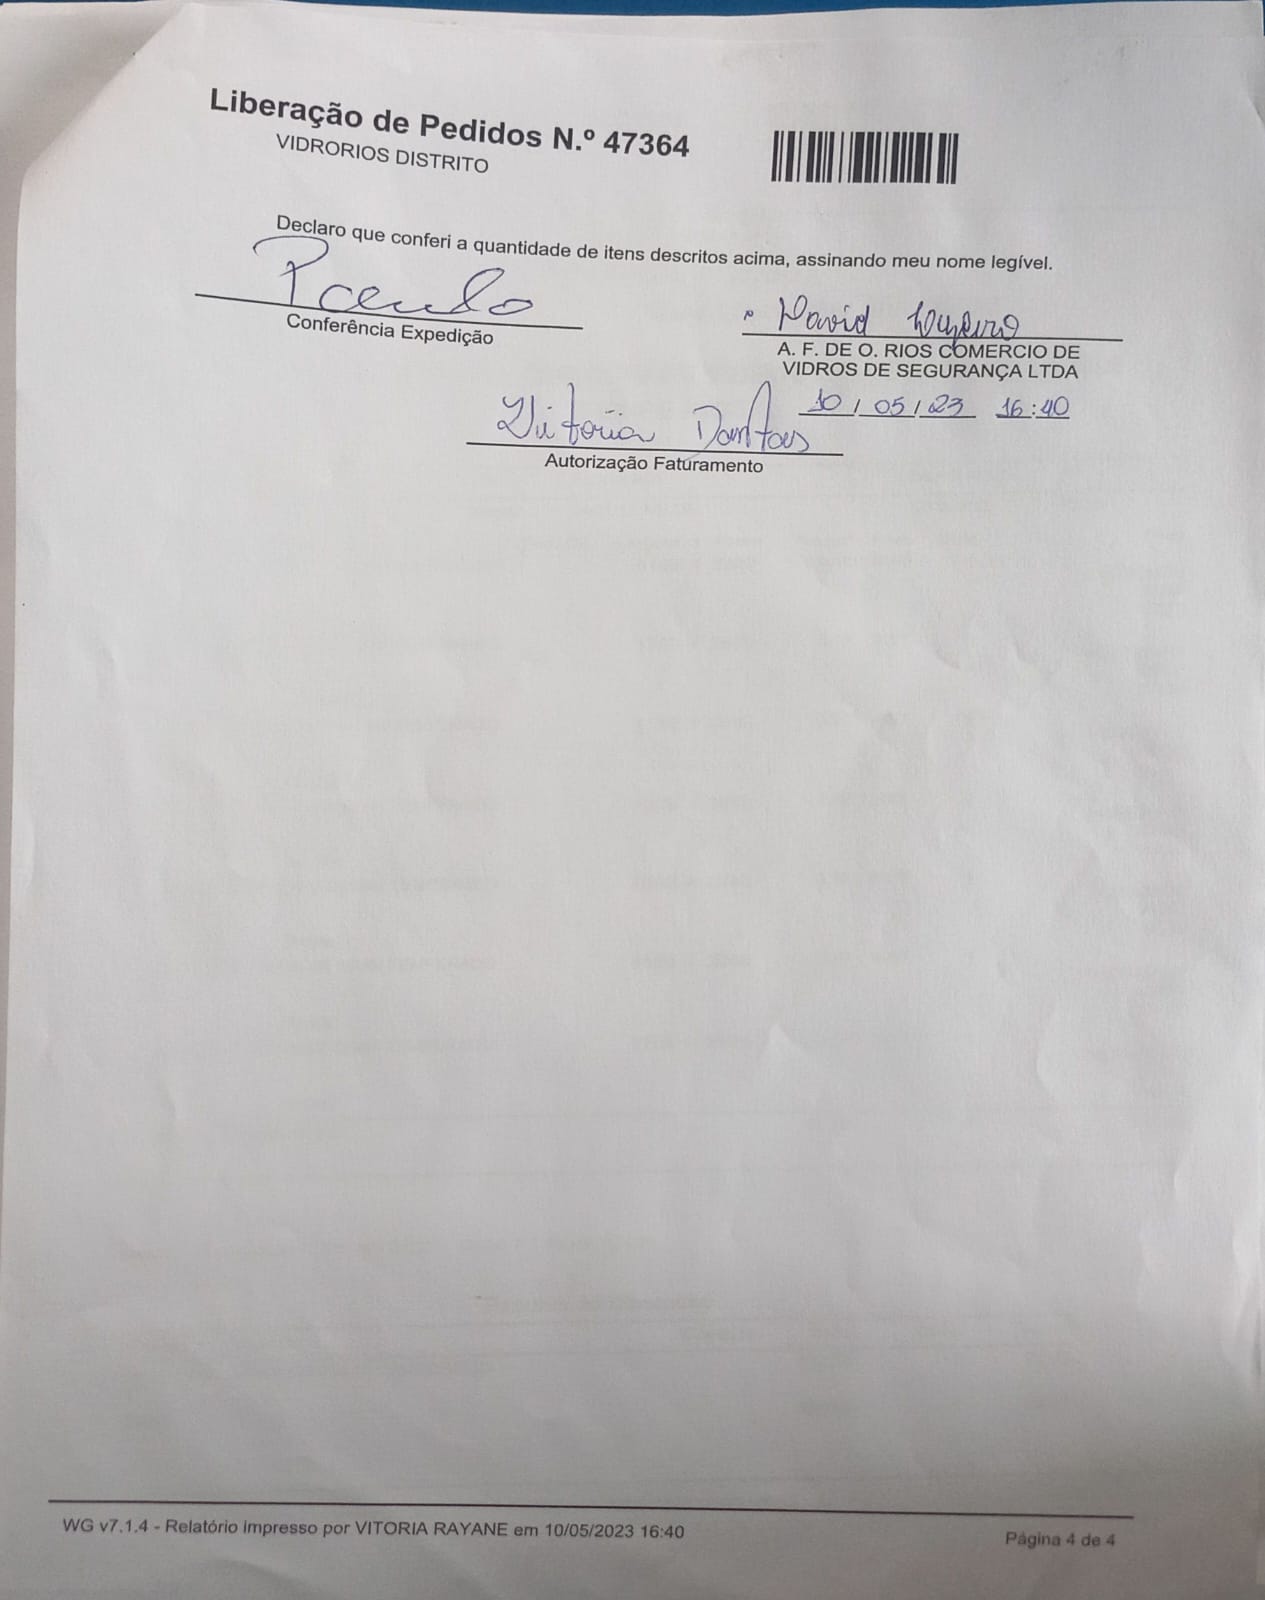 Liberação de Pedidos N.º 47364
VIDRORIOS DISTRITO
Declaro que conferi a quantidade de itens descritos acima, assinando meu nome legível.
Conferência Expedição
David
A. F. DE O. RIOS COMERCIO DE
VIDROS DE SEGURANÇA LTDA
10/05/23 16:40
Vitória Dantas
Autorização Faturamento
WG v7.1.4 - Relatório impresso por VITORIA RAYANE em 10/05/2023 16:40
Página 4 de 4